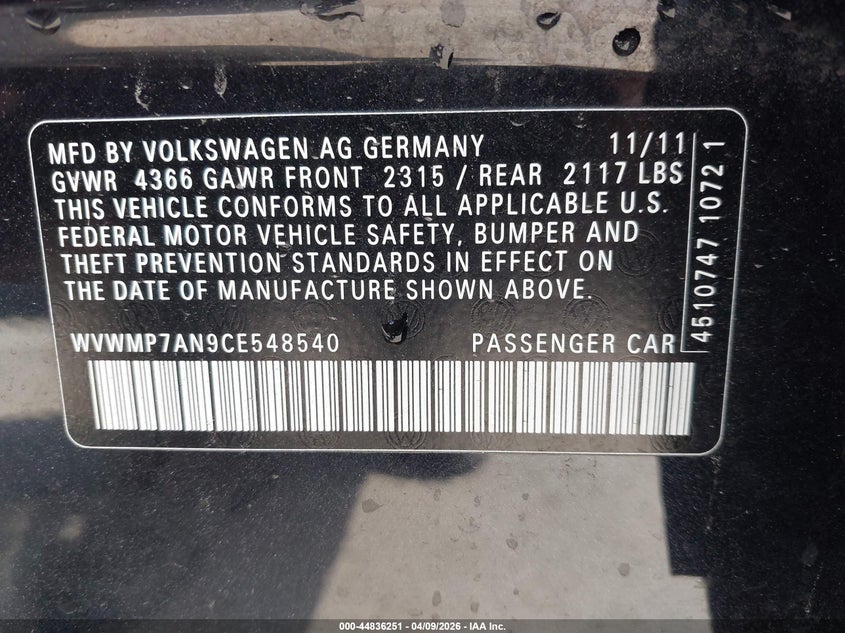 MFD BY VOLKSWAGEN AG GERMANY 11/11
GVWR 4366 GAWR FRONT 2315 / REAR 2117 LBS
THIS VEHICLE CONFORMS TO ALL APPLICABLE U.S.
FEDERAL MOTOR VEHICLE SAFETY, BUMPER AND
THEFT PREVENTION STANDARDS IN EFFECT ON
THE DATE OF MANUFACTURE SHOWN ABOVE.
WVWMP7AN9CE548540 PASSENGER CAR
4510747 1072 1
000-44836251 - 04/09/2026 - IAA Inc.